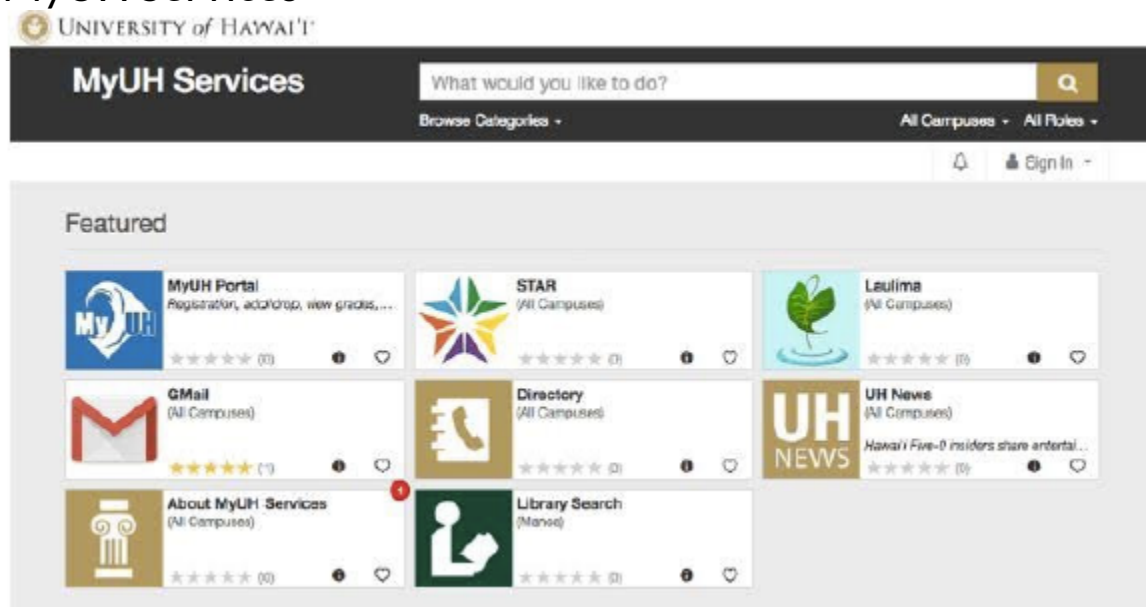 MyUH Services
UNIVERSITY of HAWAI'I
MyUH Services
What would you like to do?
Browse Categories
All Campuses All Roles
Sign In
Featured
MyUH Portal
Registration, add/drop, view grades,...
(0)
STAR
(All Campuses)
(0)
Laulima
(All Campuses)
(0)
My UH
GMail
(All Campuses)
(1)
Directory
(All Campuses)
(0)
UH News
(All Campuses)
Hawai'i Five-0 insiders share entertai...
(0)
UH
NEWS
About MyUH Services
(All Campuses)
(0)
Library Search
(Manoa)
(0)